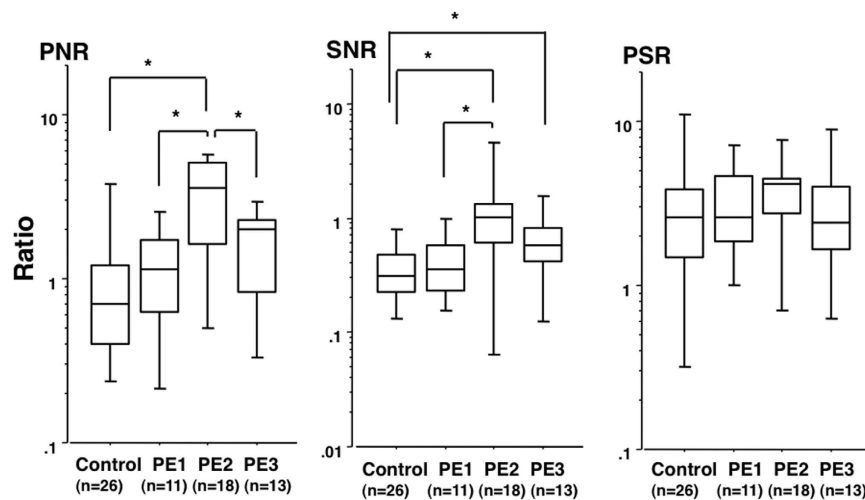 PNR
*
*
*
10
1
.1
Ratio
Control PE1 PE2 PE3
(n=26) (n=11) (n=18) (n=13)
SNR
*
*
*
10
1
0.1
.01
Control PE1 PE2 PE3
(n=26) (n=11) (n=18) (n=13)
PSR
10
1
.1
Control PE1 PE2 PE3
(n=26) (n=11) (n=18) (n=13)